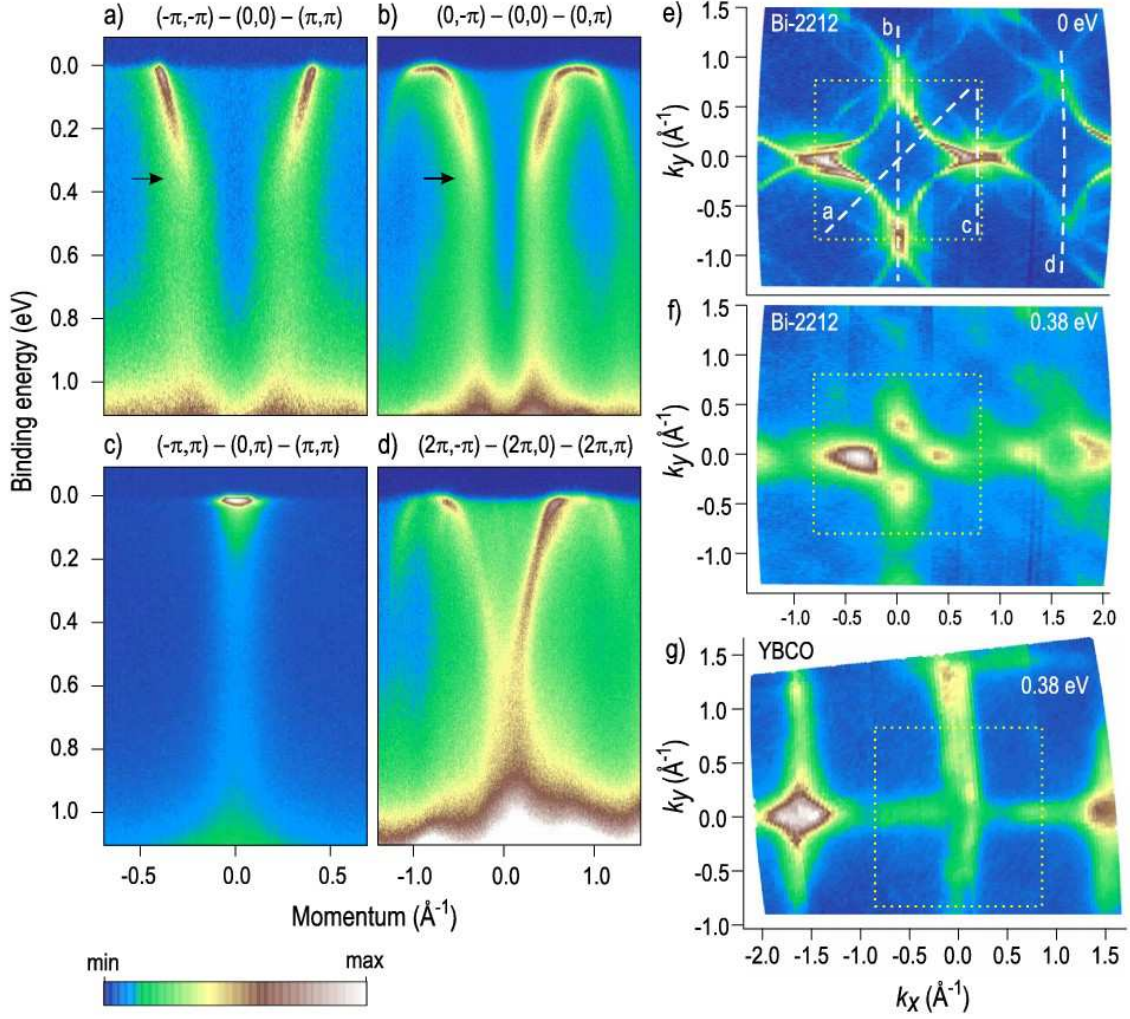 a) (-π,-π) – (0,0) – (π,π)
b) (0,-π) – (0,0) – (0,π)
0.0
0.2
0.4
0.6
0.8
1.0
Binding energy (eV)
c) (-π,π) – (0,π) – (π,π)
d) (2π,-π) – (2π,0) – (2π,π)
0.0
0.2
0.4
0.6
0.8
1.0
-0.5 0.0 0.5
-1.0 0.0 1.0
Momentum (Å⁻¹)
min max
e) 1.5
Bi-2212 b 0 eV
1.0
0.5
0.0
-0.5
-1.0
ky (Å⁻¹)
a c d
f) 1.5
Bi-2212 0.38 eV
1.0
0.5
0.0
-0.5
-1.0
ky (Å⁻¹)
-1.0 -0.5 0.0 0.5 1.0 1.5 2.0
g) YBCO
1.5
0.38 eV
1.0
0.5
0.0
-0.5
-1.0
ky (Å⁻¹)
-2.0 -1.5 -1.0 -0.5 0.0 0.5 1.0 1.5
kx (Å⁻¹)